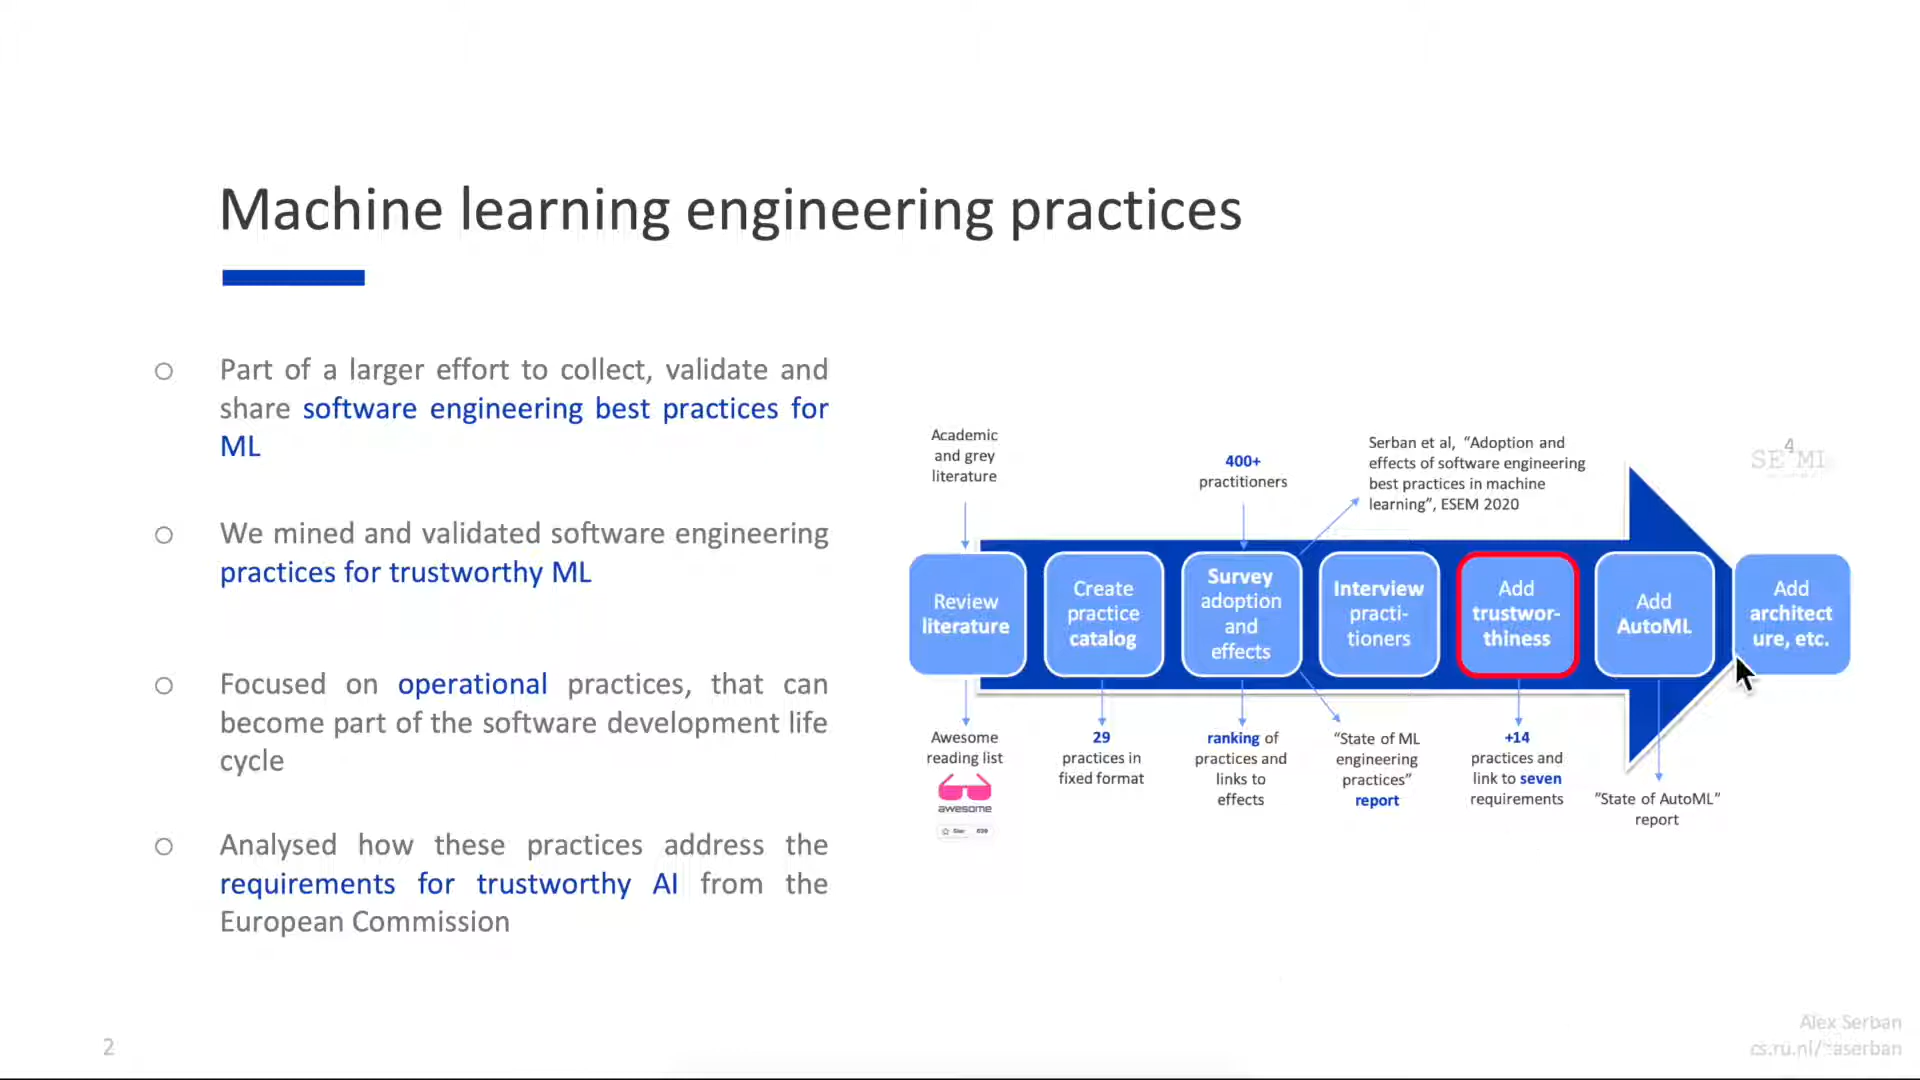 Machine learning engineering practices
Part of a larger effort to collect, validate and
share software engineering best practices for
ML
We mined and validated software engineering
practices for trustworthy ML
Focused on operational practices, that can
become part of the software development life
cycle
Analysed how these practices address the
requirements for trustworthy AI from the
European Commission
Academic
and grey
literature
400+
practitioners
Serban et al, “Adoption and
effects of software engineering
best practices in machine
learning”, ESEM 2020
SE4ML
Review
literature
Create
practice
catalog
Survey
adoption
and
effects
Interview
practi-
tioners
Add
trustwor-
thiness
Add
AutoML
Add
architect
ure, etc.
Awesome
reading list
awesome
Star
29
practices in
fixed format
ranking of
practices and
links to
effects
“State of ML
engineering
practices”
report
+14
practices and
link to seven
requirements
”State of AutoML”
report
2
Alex Serban
cs.ru.nl/~aserban